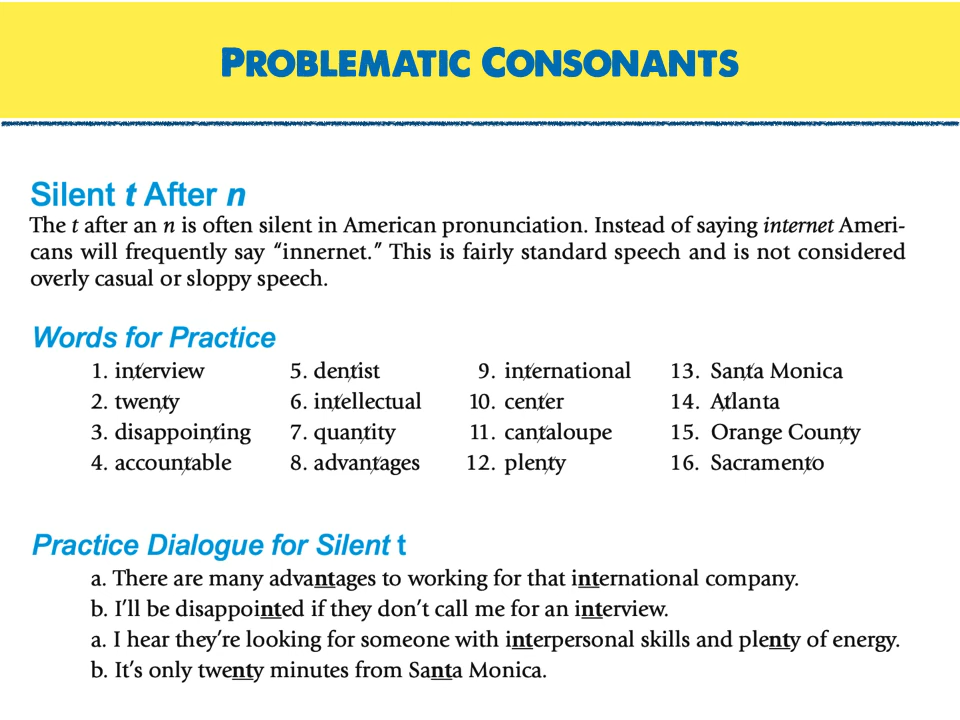 PROBLEMATIC CONSONANTS
Silent t After n
The t after an n is often silent in American pronunciation. Instead of saying internet Ameri-
cans will frequently say “innernet.” This is fairly standard speech and is not considered
overly casual or sloppy speech.
Words for Practice
1. interview 5. dentist 9. international 13. Santa Monica
2. twenty 6. intellectual 10. center 14. Atlanta
3. disappointing 7. quantity 11. cantaloupe 15. Orange County
4. accountable 8. advantages 12. plenty 16. Sacramento
Practice Dialogue for Silent t
a. There are many advantages to working for that international company.
b. I’ll be disappointed if they don’t call me for an interview.
a. I hear they’re looking for someone with interpersonal skills and plenty of energy.
b. It’s only twenty minutes from Santa Monica.